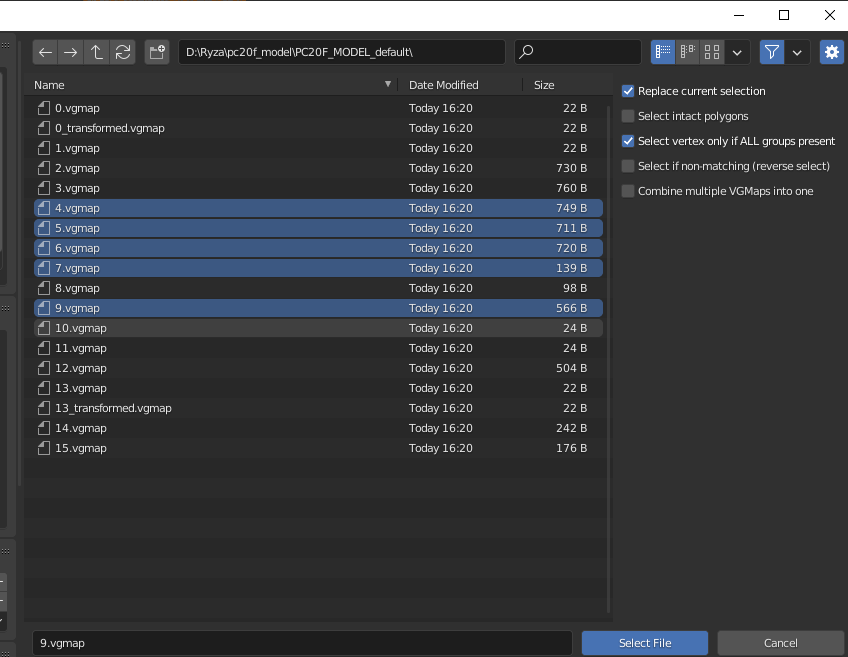 D:\Ryza\pc20f_model\PC20F_MODEL_default\
Name Date Modified Size
0.vgmap Today 16:20 22 B
0_transformed.vgmap Today 16:20 22 B
1.vgmap Today 16:20 22 B
2.vgmap Today 16:20 730 B
3.vgmap Today 16:20 760 B
4.vgmap Today 16:20 749 B
5.vgmap Today 16:20 711 B
6.vgmap Today 16:20 720 B
7.vgmap Today 16:20 139 B
8.vgmap Today 16:20 98 B
9.vgmap Today 16:20 566 B
10.vgmap Today 16:20 24 B
11.vgmap Today 16:20 24 B
12.vgmap Today 16:20 504 B
13.vgmap Today 16:20 22 B
13_transformed.vgmap Today 16:20 22 B
14.vgmap Today 16:20 242 B
15.vgmap Today 16:20 176 B
Replace current selection
Select intact polygons
Select vertex only if ALL groups present
Select if non-matching (reverse select)
Combine multiple VGMaps into one
9.vgmap
Select File
Cancel